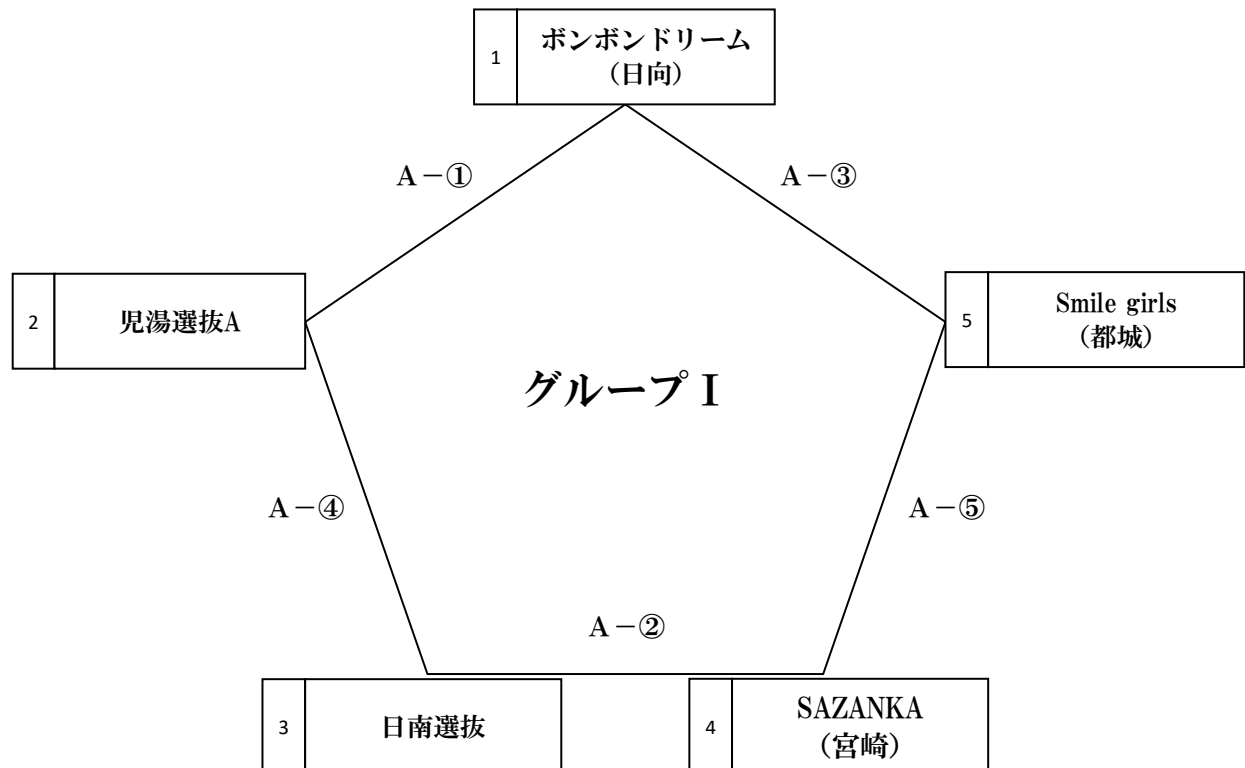 1
ボンボンドリーム
（日向）
A－①
A－③
2
児湯選抜A
5
Smile girls
（都城）
グループⅠ
A－④
A－⑤
A－②
3
日南選抜
4
SAZANKA
（宮崎）